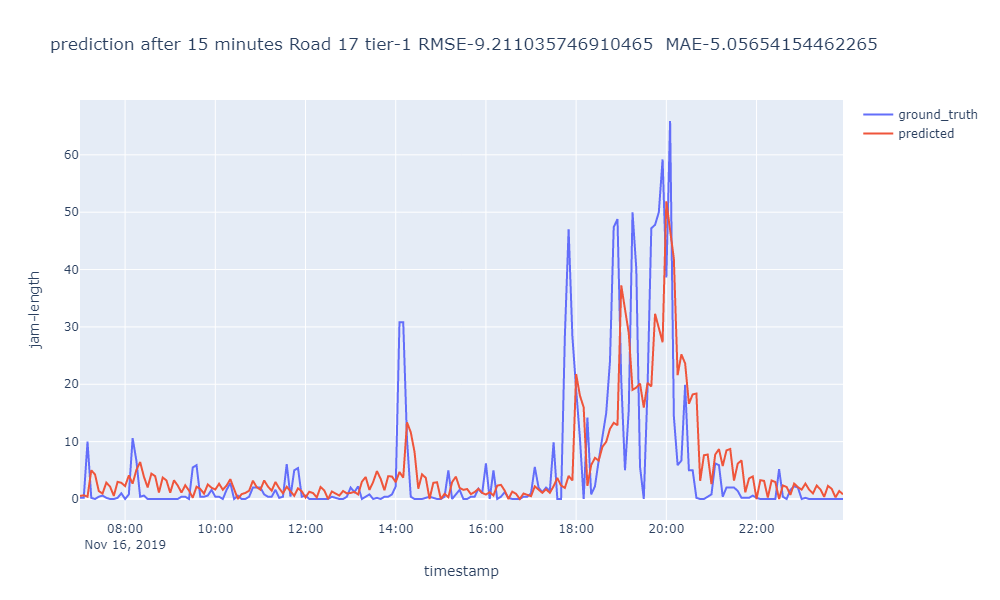 prediction after 15 minutes Road 17 tier-1 RMSE-9.211035746910465  MAE-5.05654154462265
ground_truth
predicted
60
50
40
30
20
10
0
jam-length
08:00 10:00 12:00 14:00 16:00 18:00 20:00 22:00
Nov 16, 2019
timestamp